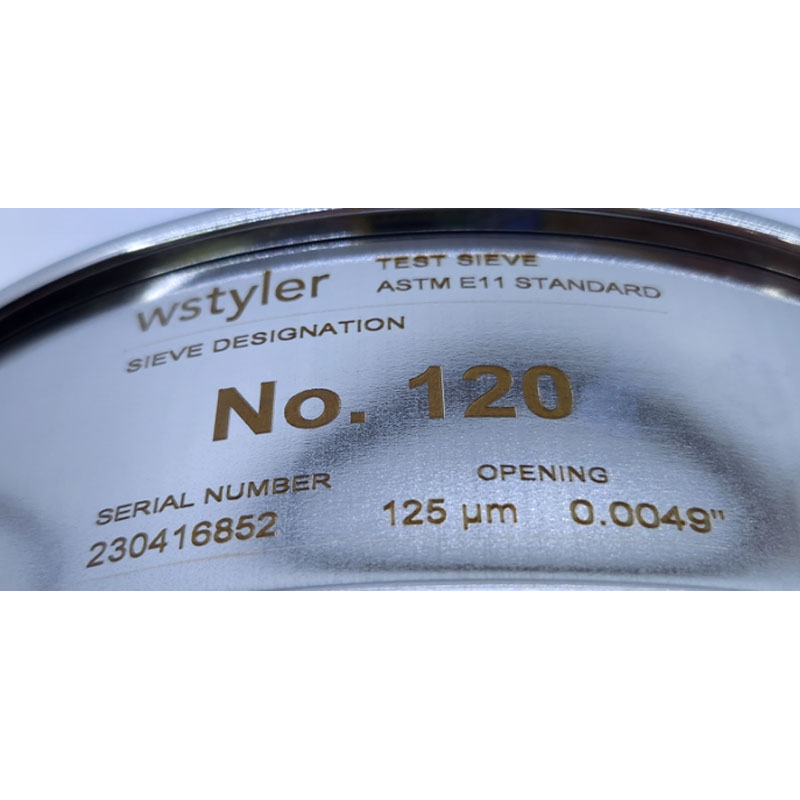 wstyler
TEST SIEVE
ASTM E11 STANDARD
SIEVE DESIGNATION
No. 120
SERIAL NUMBER
230416852
OPENING
125 µm 0.0049"